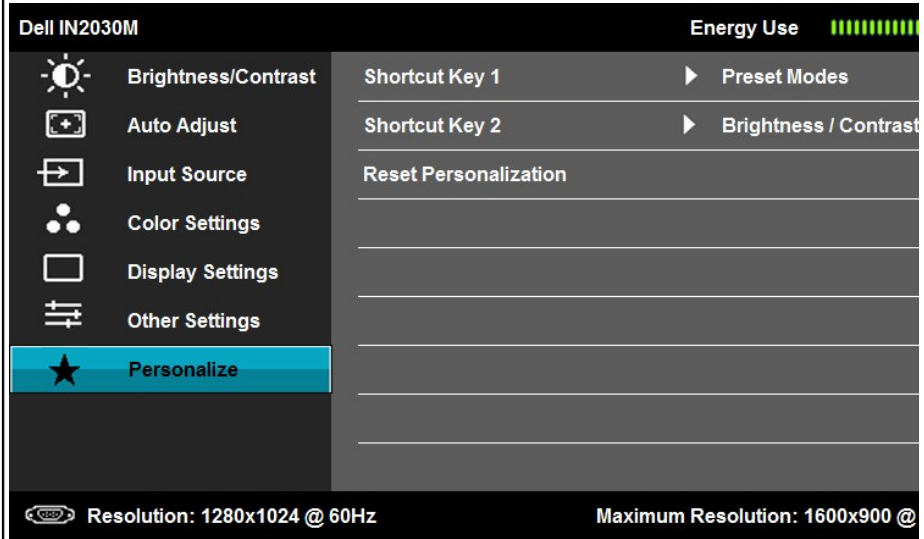 Dell IN2030M Energy Use
Brightness/Contrast Shortcut Key 1 Preset Modes
Auto Adjust Shortcut Key 2 Brightness / Contrast
Input Source Reset Personalization
Color Settings
Display Settings
Other Settings
Personalize
Resolution: 1280x1024 @ 60Hz Maximum Resolution: 1600x900 @